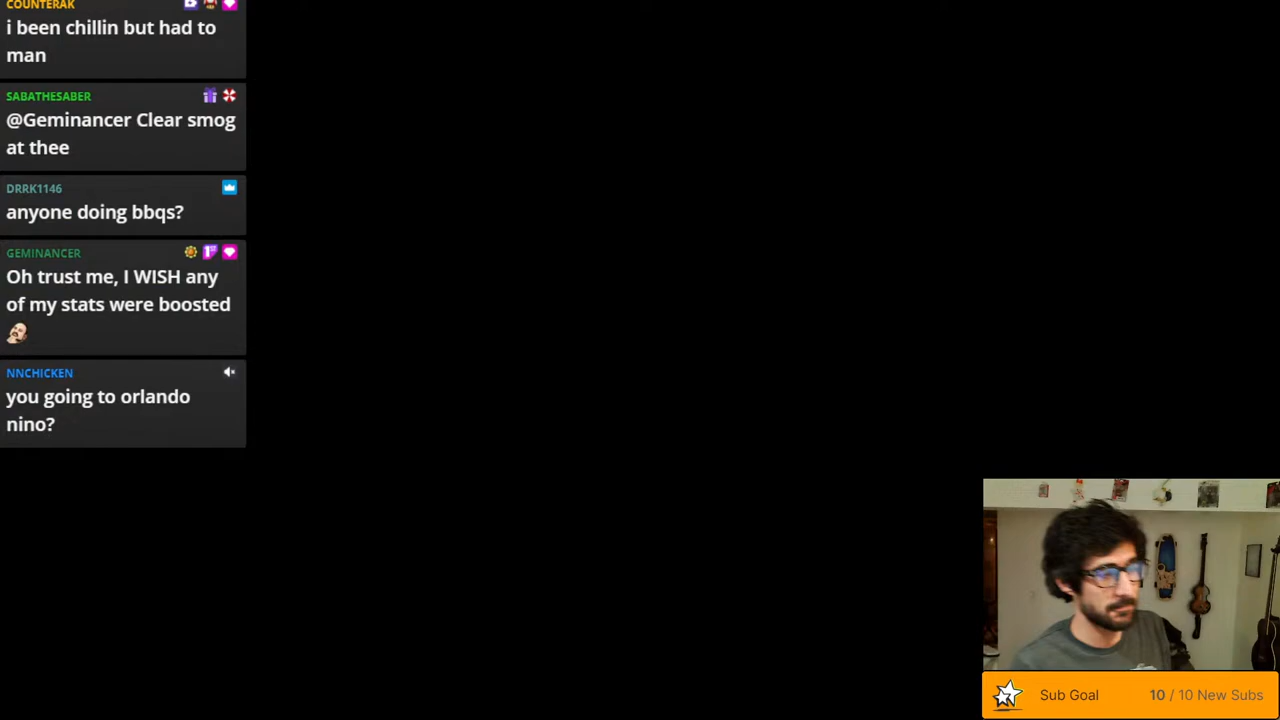 COUNTERAK
i been chillin but had to
man
SABATHESABER
@Geminancer Clear smog
at thee
DRRK1146
anyone doing bbqs?
GEMINANCER
Oh trust me, I WISH any
of my stats were boosted
NNCHICKEN
you going to orlando
nino?
Sub Goal 10 / 10 New Subs